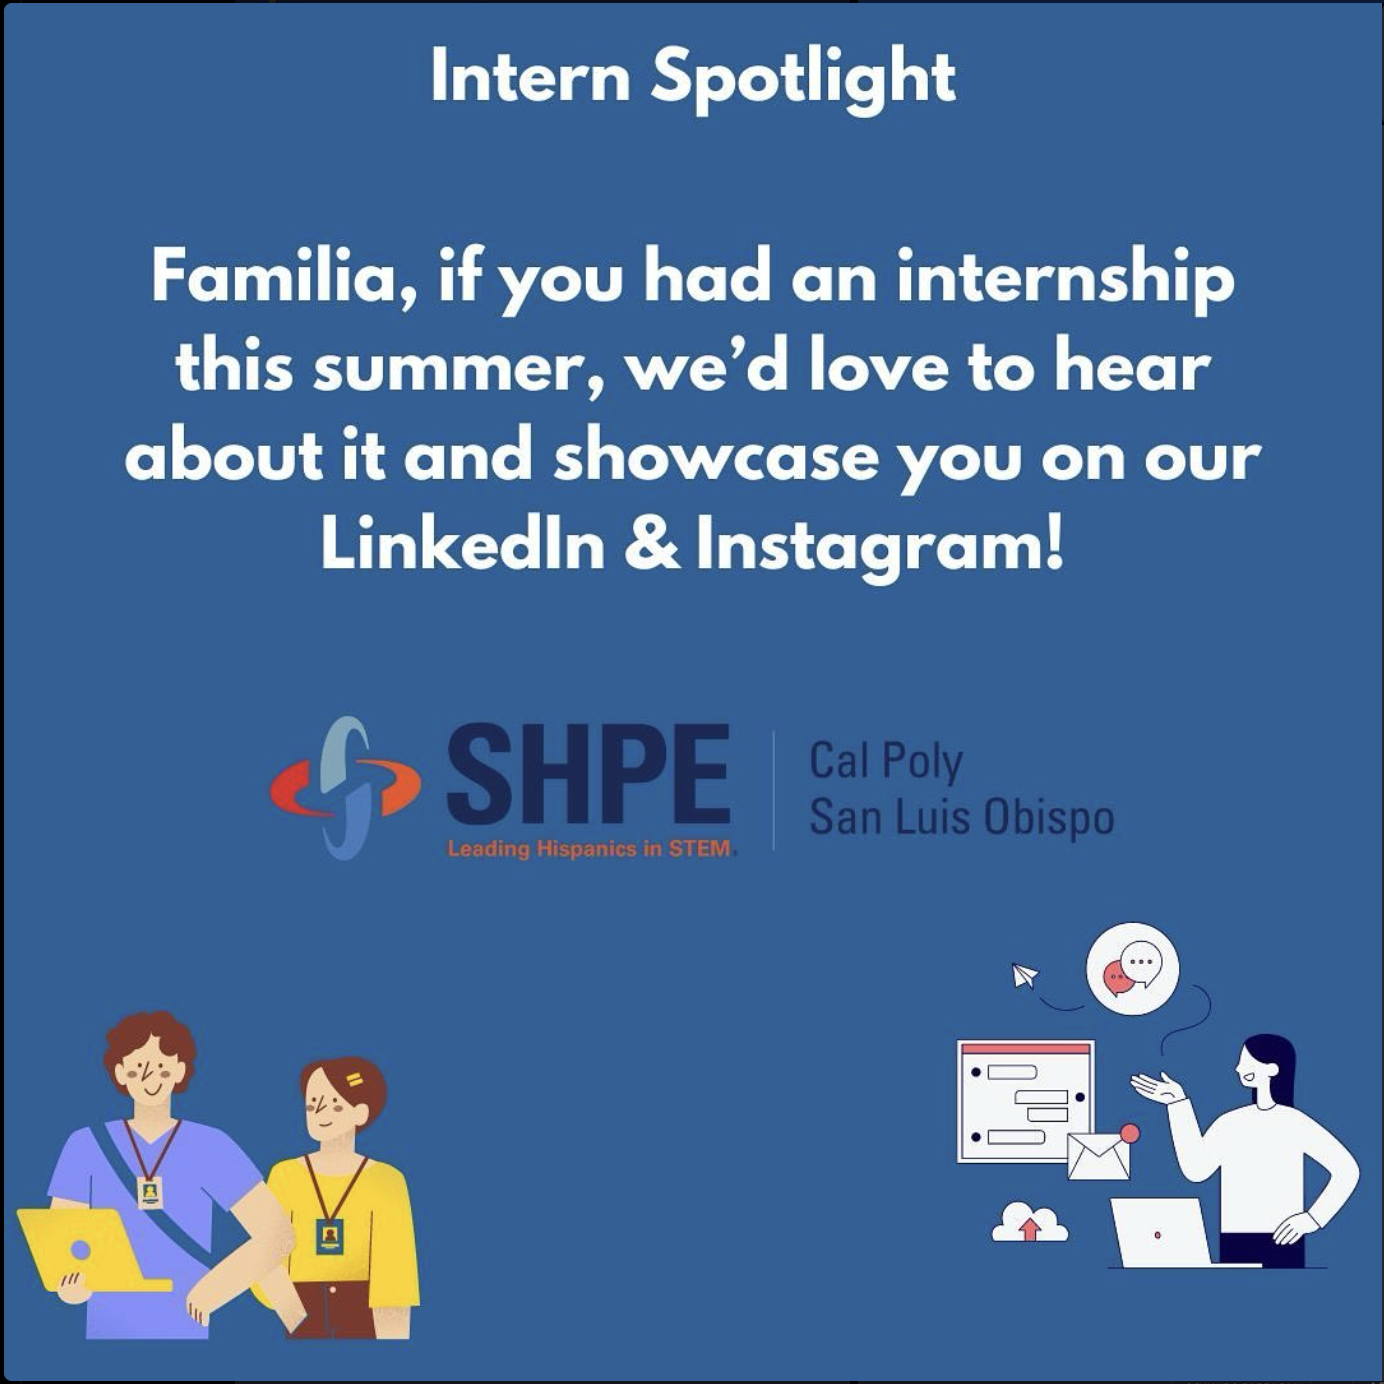 Intern Spotlight
Familia, if you had an internship
this summer, we’d love to hear
about it and showcase you on our
LinkedIn & Instagram!
SHPE
Leading Hispanics in STEM.
Cal Poly
San Luis Obispo